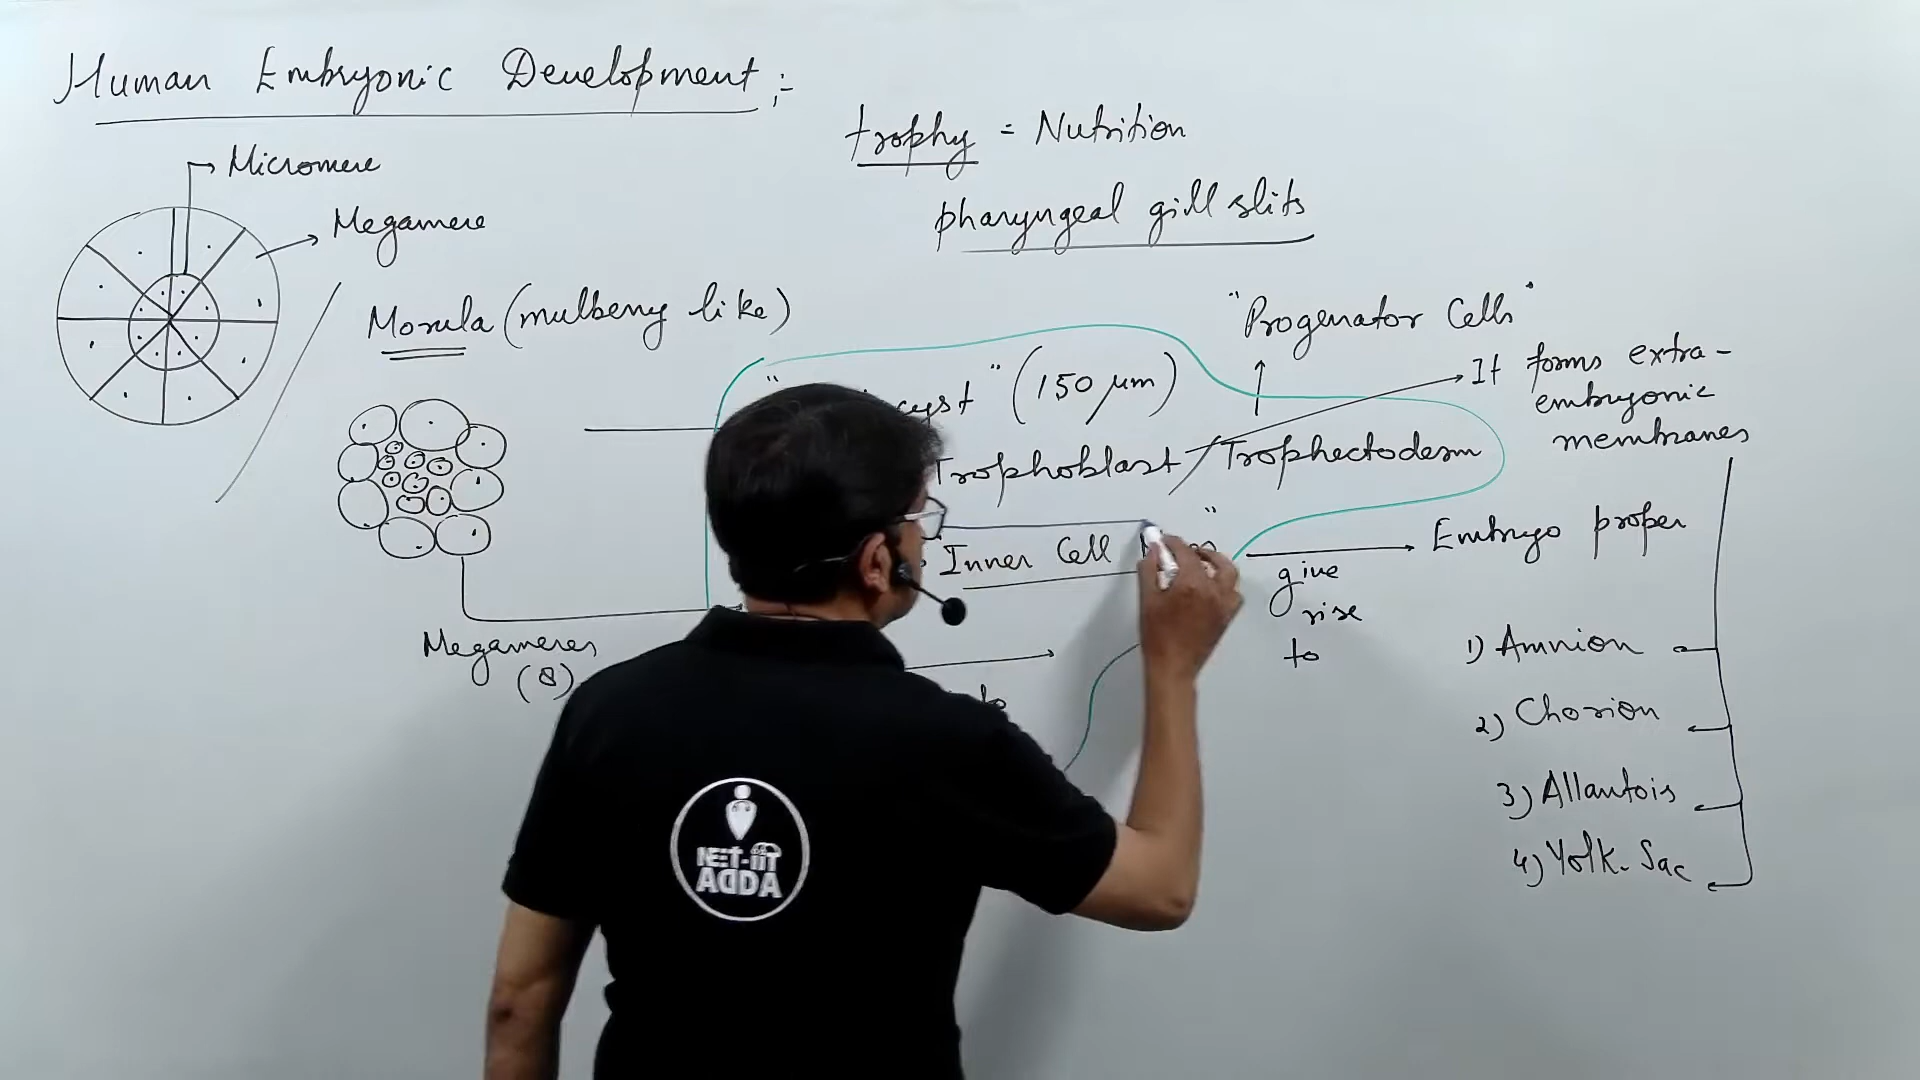 Human Embryonic Development :-
trophy = Nutrition
Micromere
pharyngeal gill slits
Megamere
Morula (mulberry like)
"Progenator Cells"
cyst" (150 µm)
It forms extra-
embryonic
membranes
Trophoblast / Trophectoderm
Inner Cell
Embryo proper
give
rise
to
Megameres
(8)
1) Amnion
2) Chorion
3) Allantois
4) Yolk-Sac
NEET-IIT
ADDA